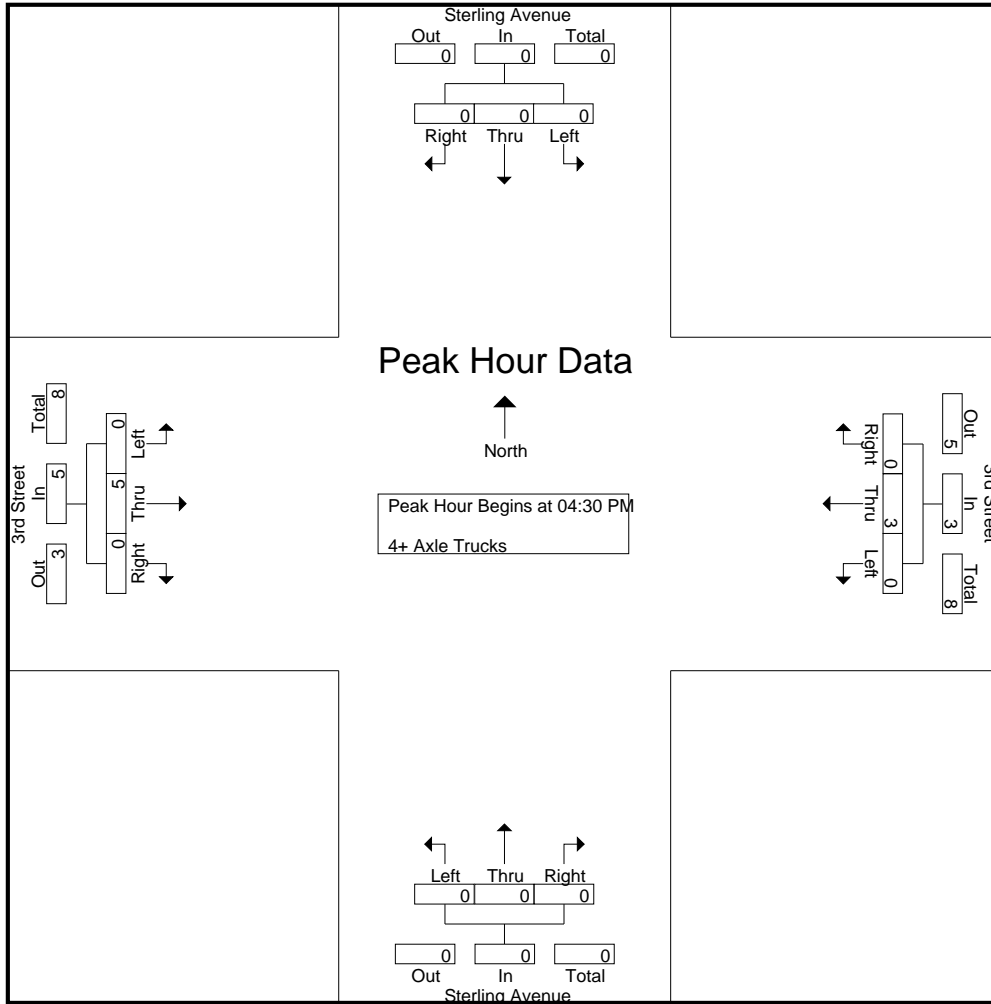 Sterling Avenue
Out In Total
0 0 0
0 0 0
Right Thru Left
Peak Hour Data
North
Peak Hour Begins at 04:30 PM
4+ Axle Trucks
3rd Street
Total In Out
8 5 3
0 5 0
Left Thru Right
3rd Street
Out In Total
5 3 8
0 3 0
Right Thru Left
Left Thru Right
0 0 0
0 0 0
Out In Total
Sterling Avenue